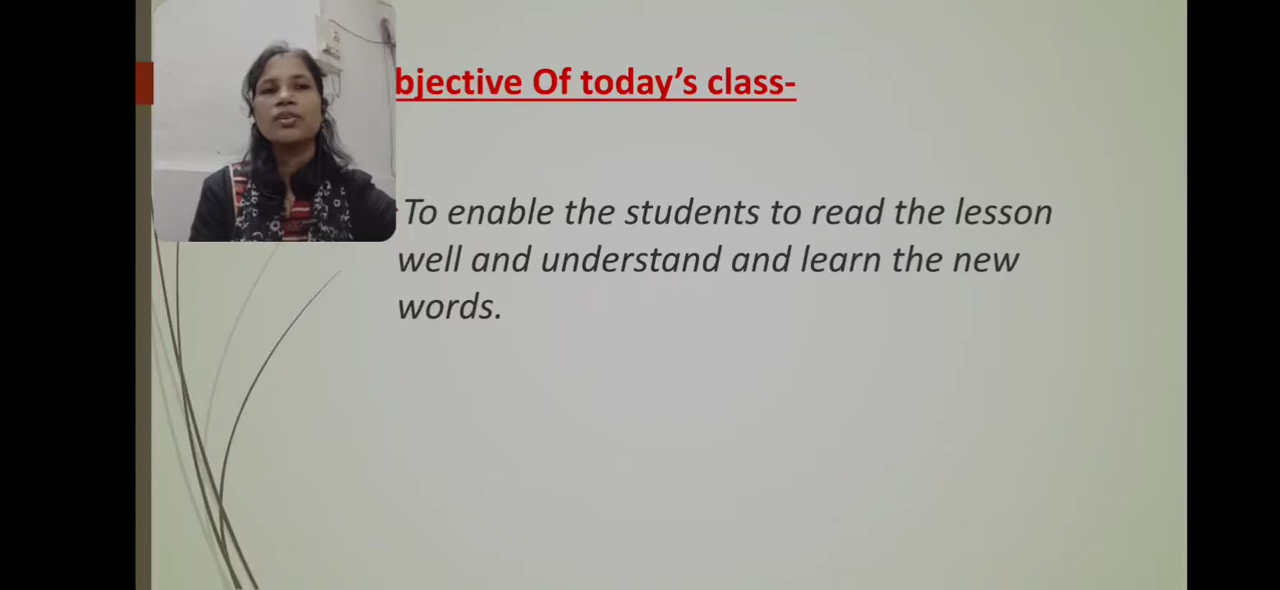 bjective Of today's class-
To enable the students to read the lesson
well and understand and learn the new
words.